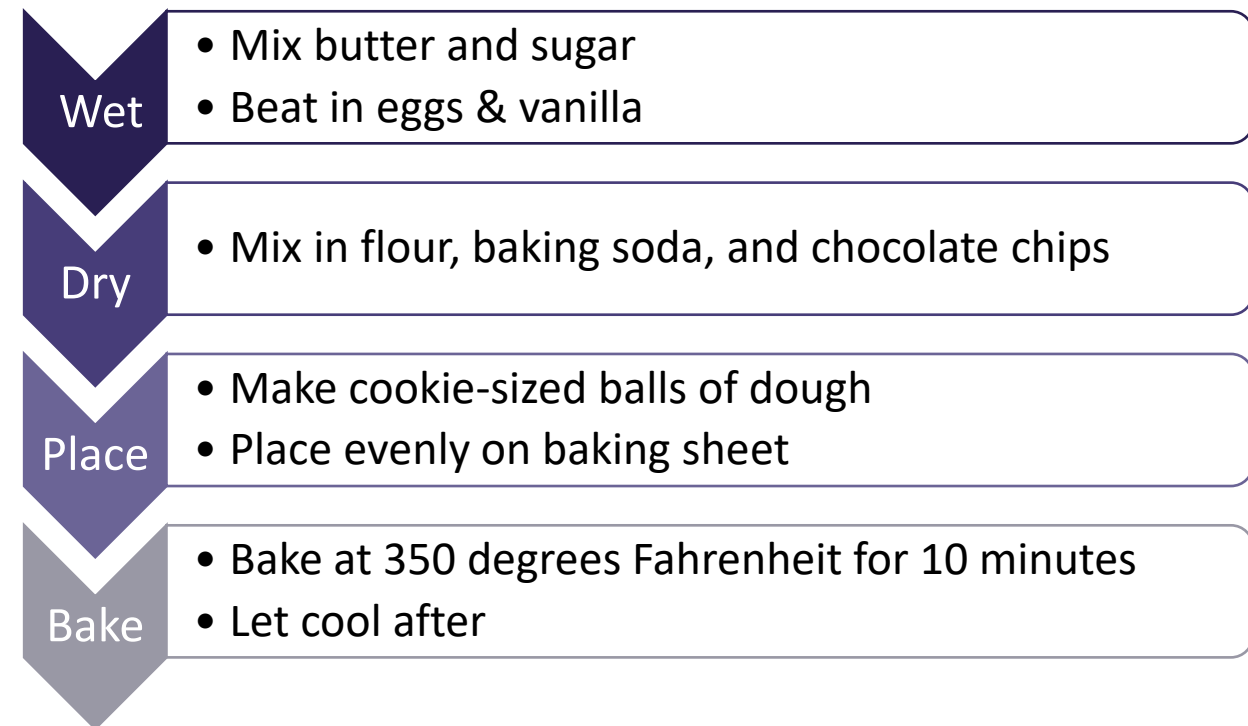 Wet
• Mix butter and sugar
• Beat in eggs & vanilla
Dry
• Mix in flour, baking soda, and chocolate chips
Place
• Make cookie-sized balls of dough
• Place evenly on baking sheet
Bake
• Bake at 350 degrees Fahrenheit for 10 minutes
• Let cool after